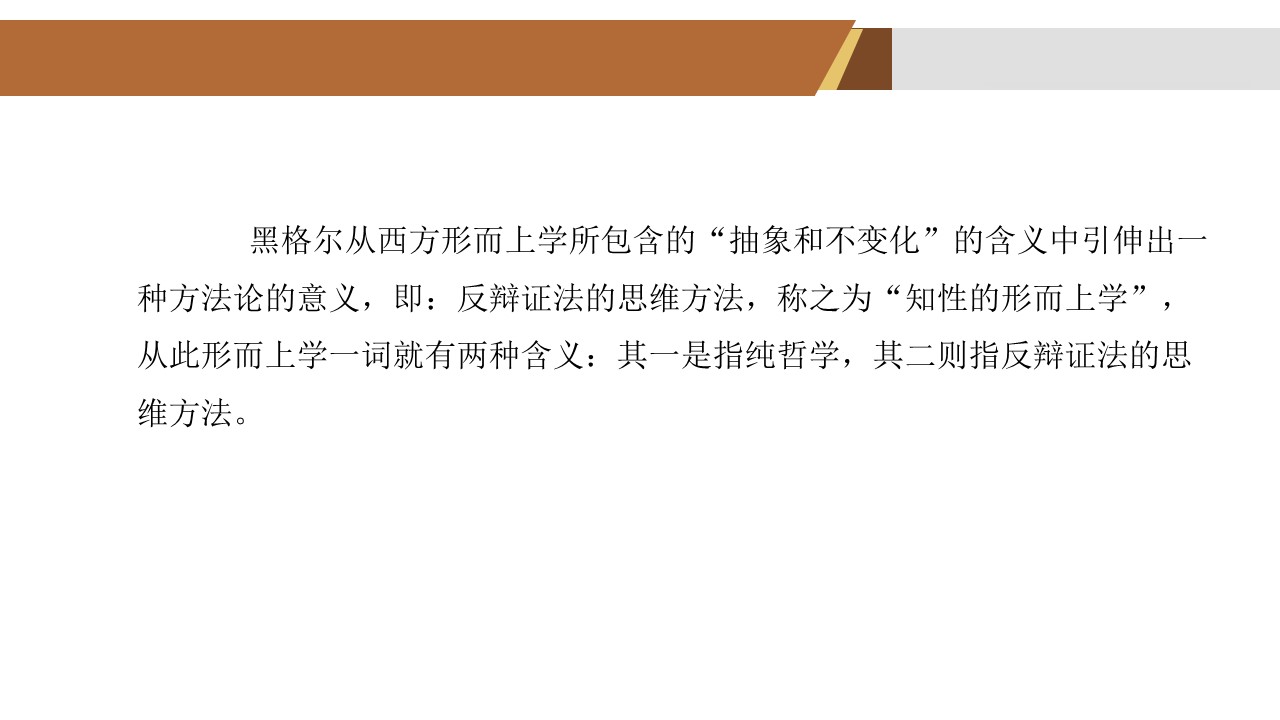 黑格尔从西方形而上学所包含的“抽象和不变化”的含义中引伸出一
种方法论的意义，即：反辩证法的思维方法，称之为“知性的形而上学”，
从此形而上学一词就有两种含义：其一是指纯哲学，其二则指反辩证法的思
维方法。